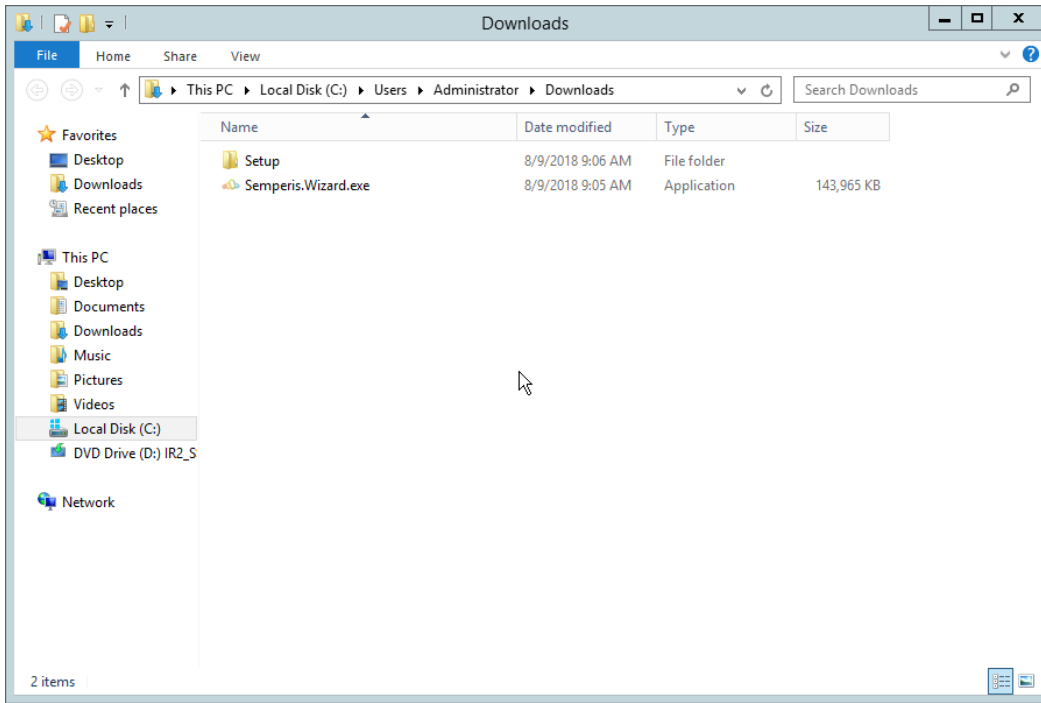 Downloads
File Home Share View
This PC Local Disk (C:) Users Administrator Downloads Search Downloads
Name Date modified Type Size
Setup 8/9/2018 9:06 AM File folder
Semperis.Wizard.exe 8/9/2018 9:05 AM Application 143,965 KB
Favorites
Desktop
Downloads
Recent places
This PC
Desktop
Documents
Downloads
Music
Pictures
Videos
Local Disk (C:)
DVD Drive (D:) IR2_S
Network
2 items